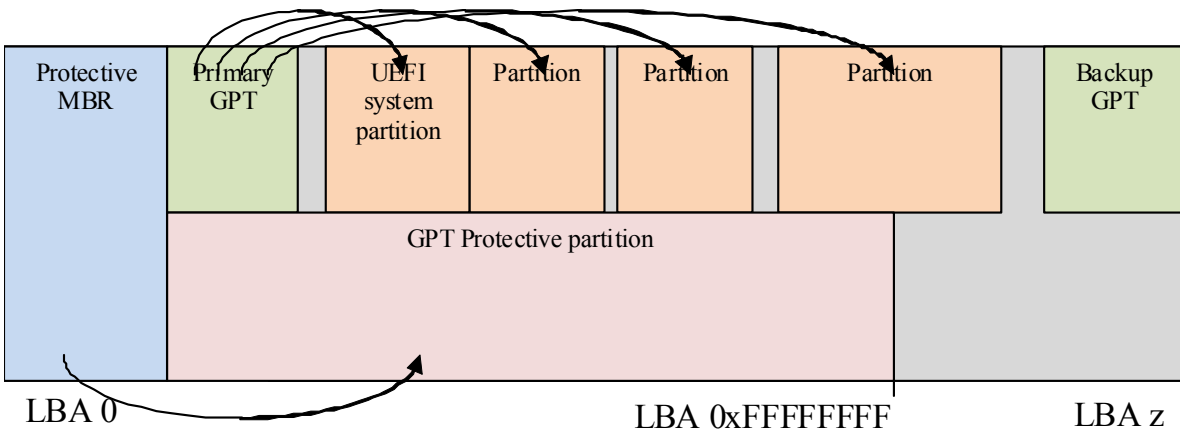 Protective
MBR
Primary
GPT
UEFI
system
partition
Partition
Partition
Partition
Backup
GPT
GPT Protective partition
LBA 0
LBA 0xFFFFFFFF
LBA z